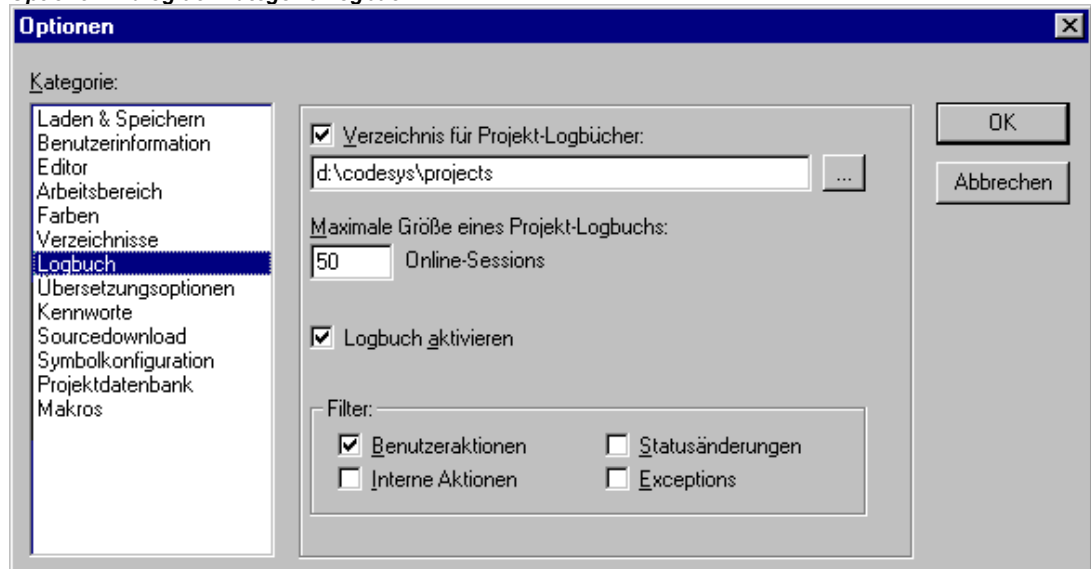 Optionen
Kategorie:
Laden & Speichern
Benutzerinformation
Editor
Arbeitsbereich
Farben
Verzeichnisse
Logbuch
Übersetzungsoptionen
Kennworte
Sourcedownload
Symbolkonfiguration
Projektdatenbank
Makros
Verzeichnis für Projekt-Logbücher:
d:\codesys\projects
...
Maximale Größe eines Projekt-Logbuchs:
50 Online-Sessions
Logbuch aktivieren
Filter:
Benutzeraktionen Statusänderungen
Interne Aktionen Exceptions
OK
Abbrechen